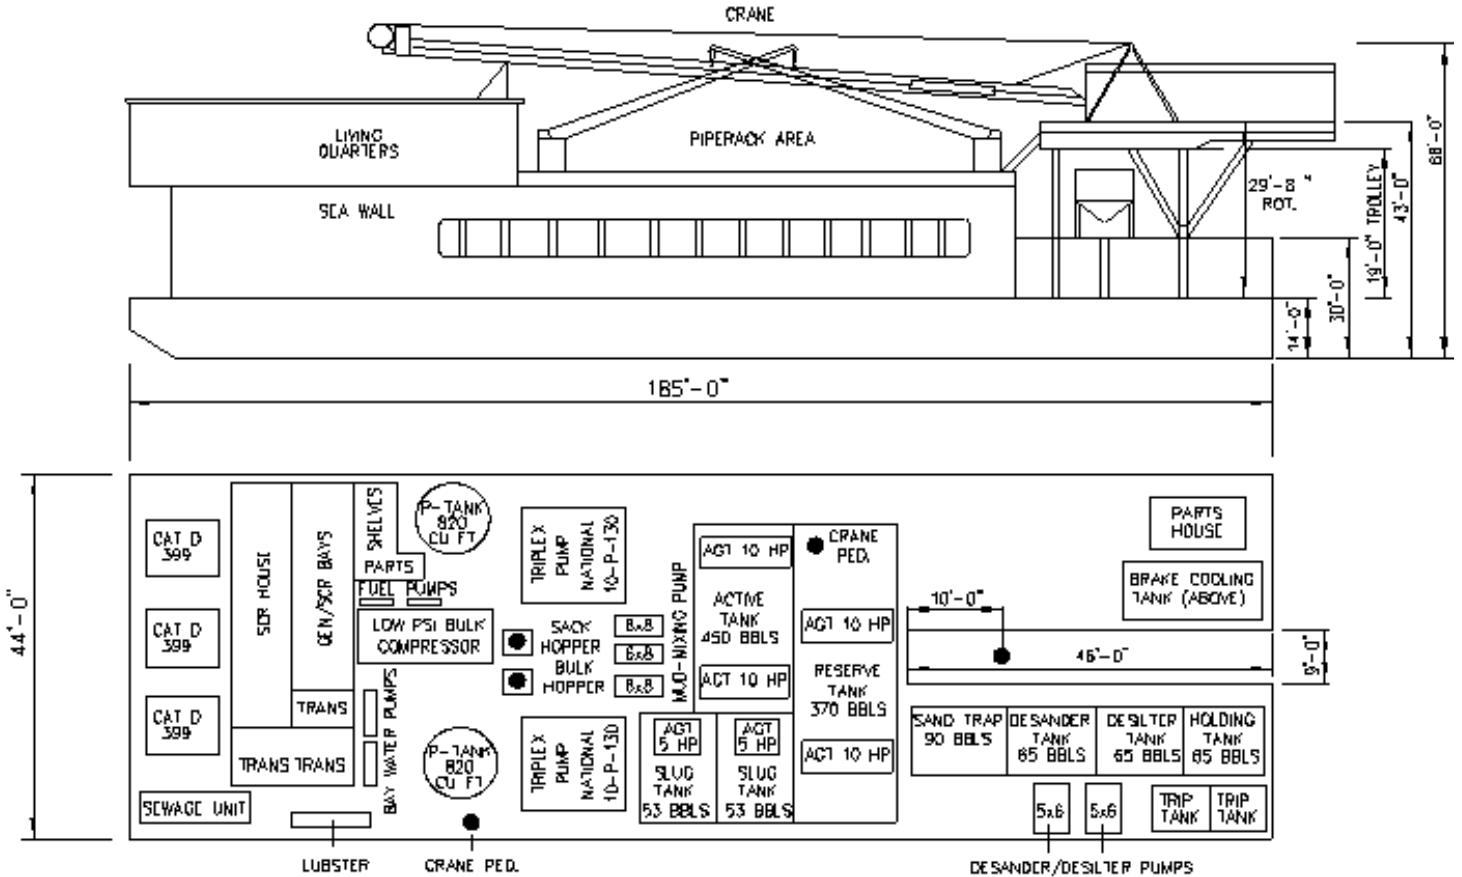 CRANE
LIVING
QUARTERS
PIPERACK AREA
SEA WALL
29'-8"
ROT.
19'-0" TROLLEY
43'-0"
68'-0"
30'-0"
14'-0"
185'-0"
44'-0"
CAT D
399
CAT D
399
CAT D
399
SCR HOUSE
GEN/SCR BAYS
SHELVES
PARTS
P-TANK
820
CU FT
FUEL PUMPS
LOW PSI BULK
COMPRESSOR
TRANS
TRANS TRANS
BAY WATER PUMPS
P-TANK
820
CU FT
SEWAGE UNIT
LUBSTER
CRANE PED.
TRIPLEX
PUMP
NATIONAL
10-P-130
SACK
HOPPER
BULK
HOPPER
8x8
6x8
8x8
MUD-MIXING PUMP
TRIPLEX
PUMP
NATIONAL
10-P-130
AGT 10 HP
ACTIVE
TANK
450 BBLS
AGT 10 HP
AGT
5 HP
SLUG
TANK
53 BBLS
AGT
5 HP
SLUG
TANK
53 BBLS
CRANE
PED.
AGT 10 HP
RESERVE
TANK
370 BBLS
AGT 10 HP
PARTS
HOUSE
BRAKE COOLING
TANK (ABOVE)
10'-0"
46'-0"
9'-0"
SAND TRAP
90 BBLS
DESANDER
TANK
65 BBLS
DESILTER
TANK
65 BBLS
HOLDING
TANK
65 BBLS
5x6
5x6
TRIP
TANK
TRIP
TANK
DESANDER/DESILTER PUMPS